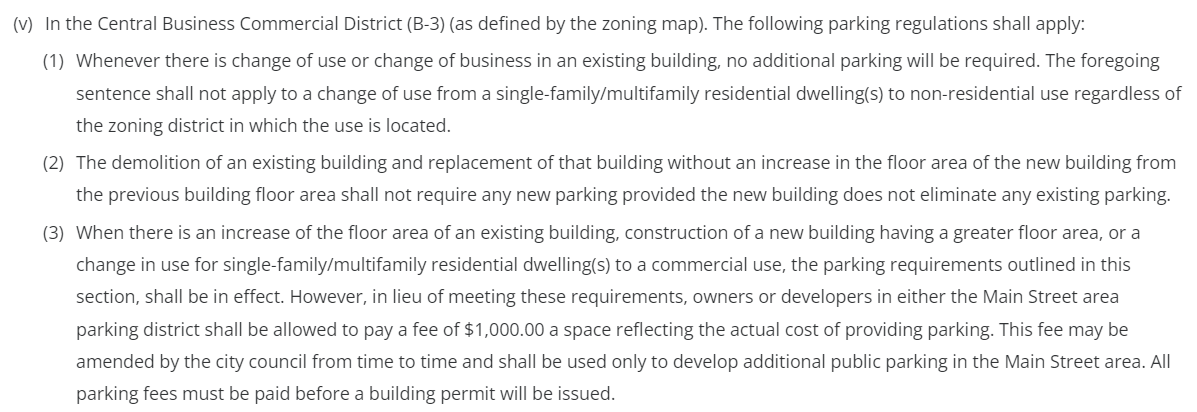 (v) In the Central Business Commercial District (B-3) (as defined by the zoning map). The following parking regulations shall apply:
(1) Whenever there is change of use or change of business in an existing building, no additional parking will be required. The foregoing
sentence shall not apply to a change of use from a single-family/multifamily residential dwelling(s) to non-residential use regardless of
the zoning district in which the use is located.
(2) The demolition of an existing building and replacement of that building without an increase in the floor area of the new building from
the previous building floor area shall not require any new parking provided the new building does not eliminate any existing parking.
(3) When there is an increase of the floor area of an existing building, construction of a new building having a greater floor area, or a
change in use for single-family/multifamily residential dwelling(s) to a commercial use, the parking requirements outlined in this
section, shall be in effect. However, in lieu of meeting these requirements, owners or developers in either the Main Street area
parking district shall be allowed to pay a fee of $1,000.00 a space reflecting the actual cost of providing parking. This fee may be
amended by the city council from time to time and shall be used only to develop additional public parking in the Main Street area. All
parking fees must be paid before a building permit will be issued.